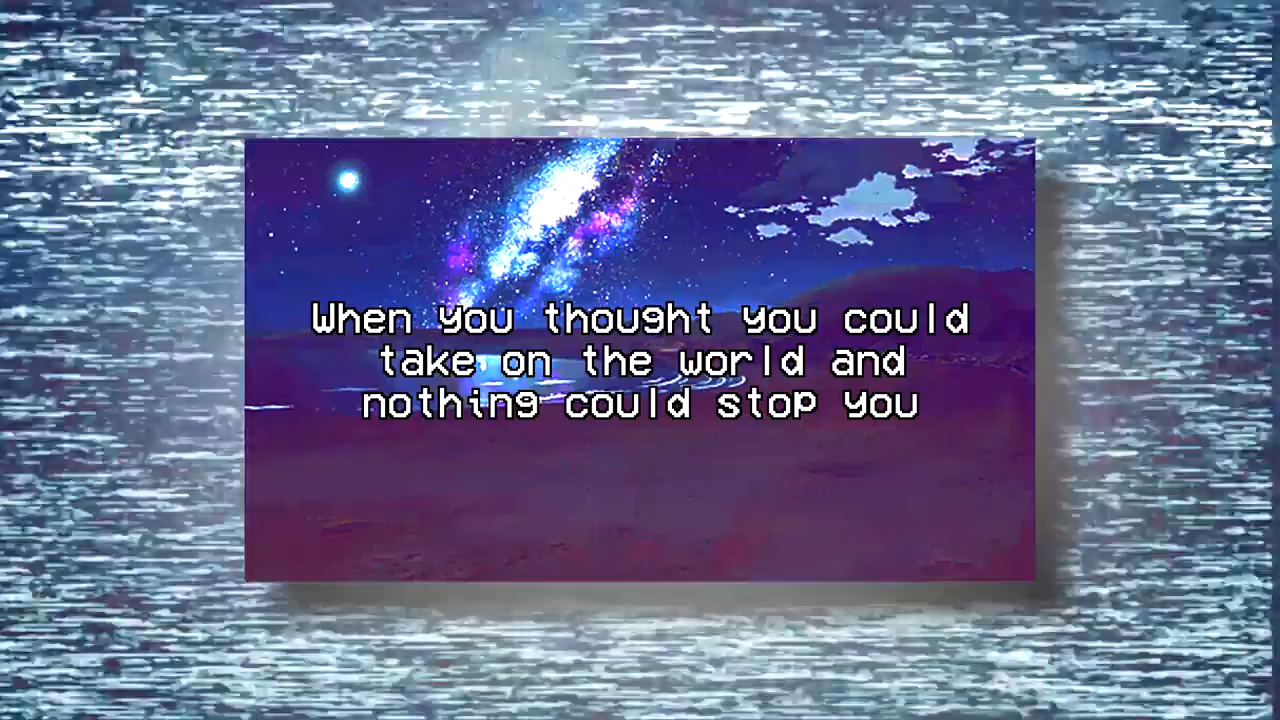 When you thought you could
take on the world and
nothing could stop you